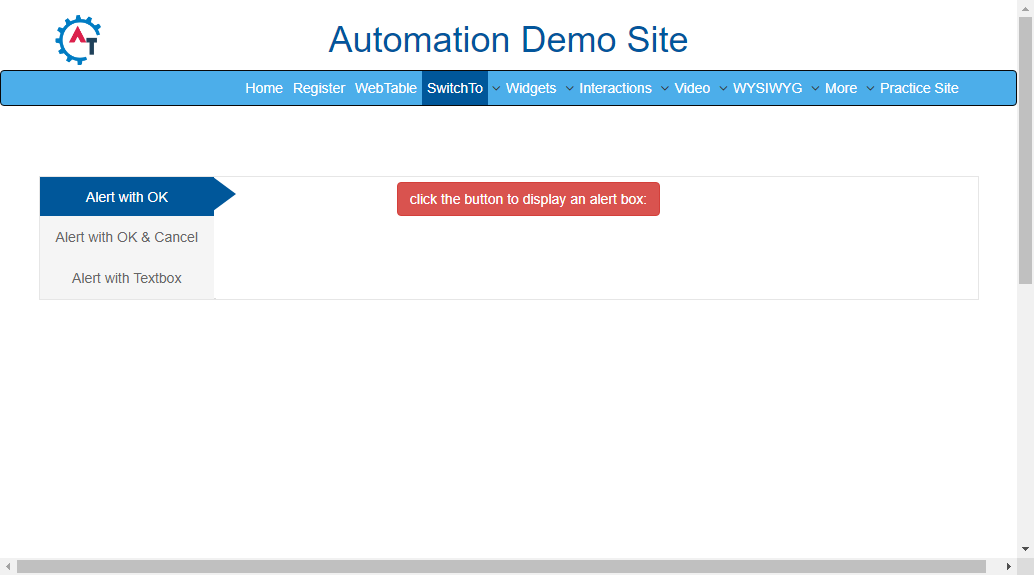 AT
Automation Demo Site
Home Register WebTable SwitchTo Widgets Interactions Video WYSIWYG More Practice Site
Alert with OK
click the button to display an alert box:
Alert with OK & Cancel
Alert with Textbox